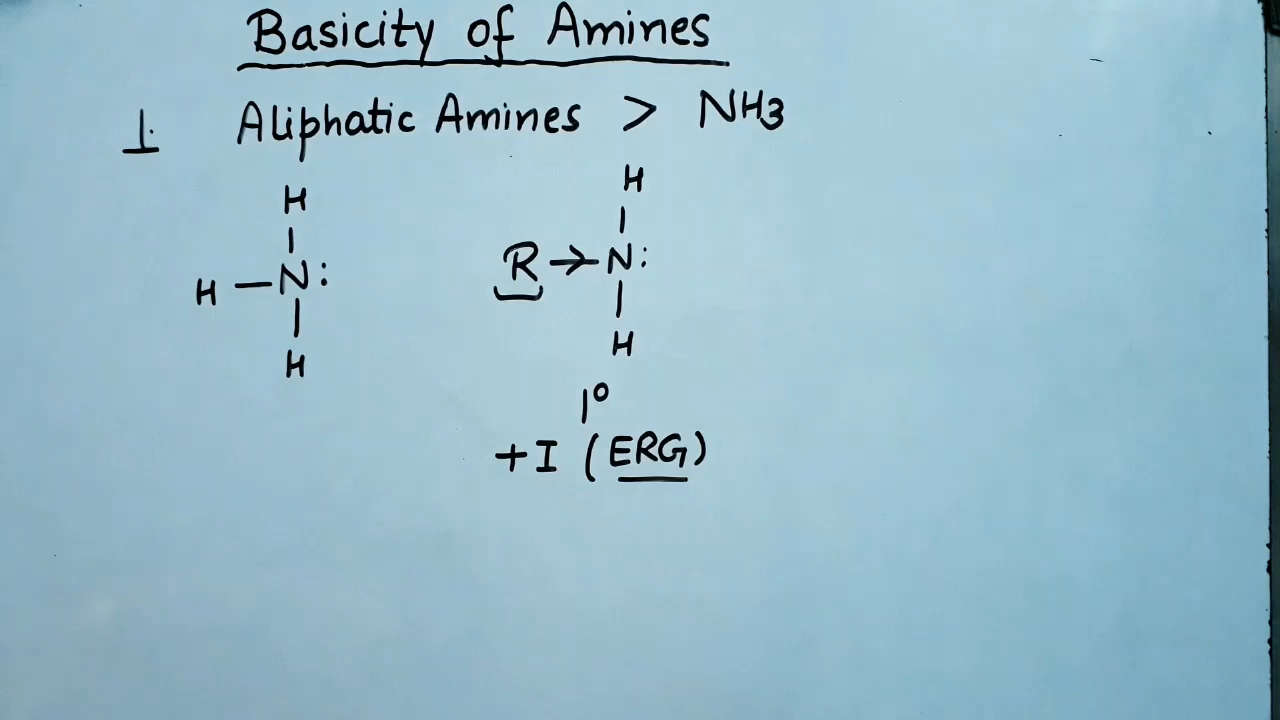 Basicity of Amines
1. Aliphatic Amines > NH3
H H
| |
H — N: R → N:
| |
H H
1°
+I (ERG)